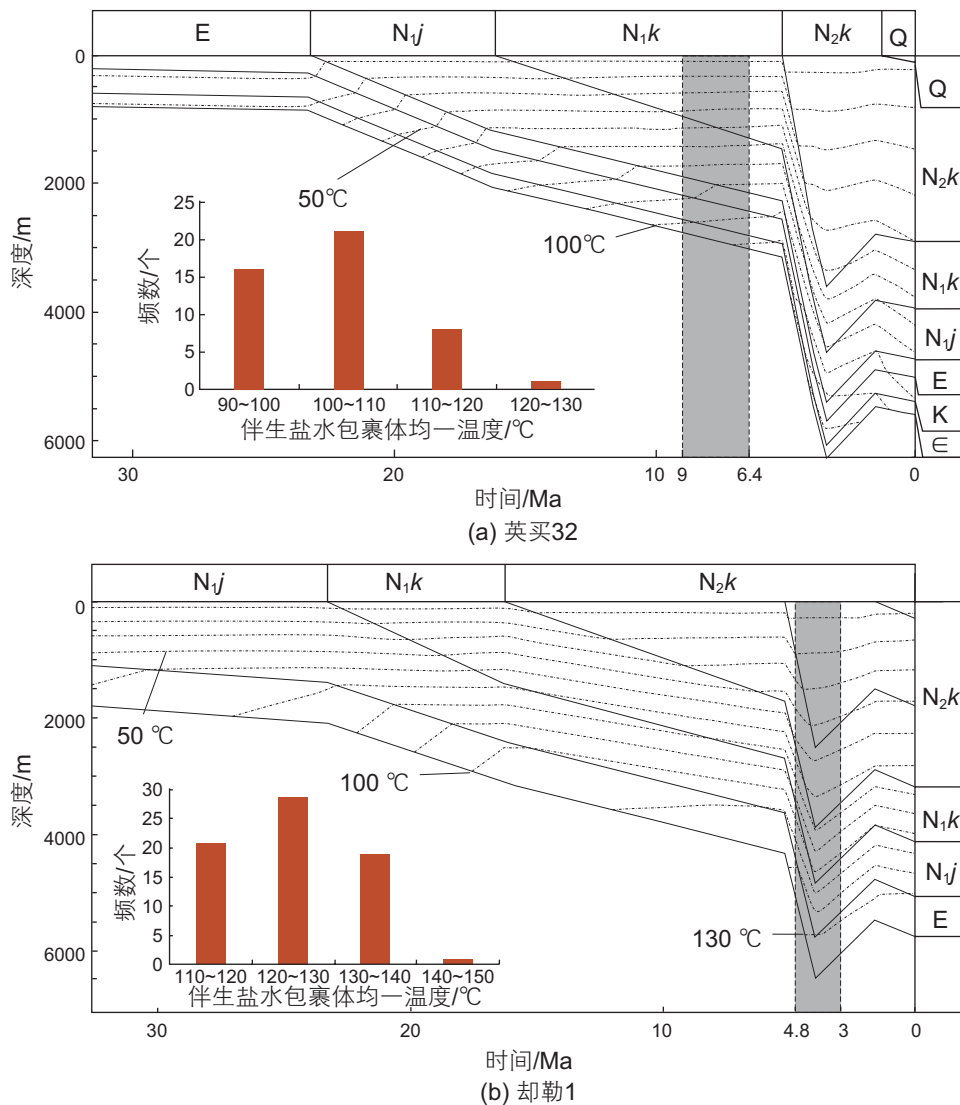 E N₁j N₁k N₂k Q
0
2000
4000
6000
深度/m
Q
N₂k
N₁k
N₁j
E
K
∈
50℃
100℃
25
20
15
10
5
0
频数/个
90~100 100~110 110~120 120~130
伴生盐水包裹体均一温度/℃
30 20 10 9 6.4 0
时间/Ma
(a) 英买32
N₁j N₁k N₂k
0
2000
4000
6000
深度/m
N₂k
N₁k
N₁j
E
50 ℃
100 ℃
130 ℃
30
25
20
15
10
5
0
频数/个
110~120 120~130 130~140 140~150
伴生盐水包裹体均一温度/℃
30 20 10 4.8 3 0
时间/Ma
(b) 却勒1